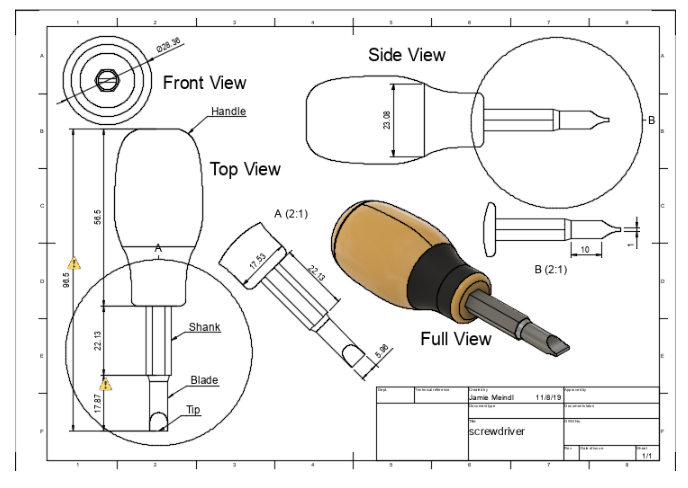 1 2 3 4 5 6 7 8
A A
Ø28.36
Front View
Side View
Handle
B B
23.08
B
Top View
C C
56.5
A (2:1)
A
17.53
22.13
10
1
B (2:1)
D D
96.5
Full View
22.13
Shank
5.96
E E
Blade
17.87
Tip
F F
Dept.
Technical reference
Created by
Jamie Meindl 11/8/19
Approved by
Document type
Document status
Title
screwdriver
DWG No.
Rev.
Date of issue
Sheet
1/1
1 2 3 4 5 6 7 8